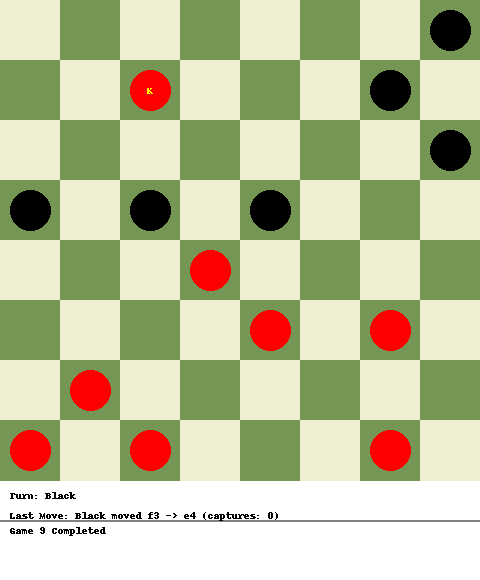 K
Turn: Black
Last Move: Black moved f3 -> e4 (captures: 0)
Game 9 Completed